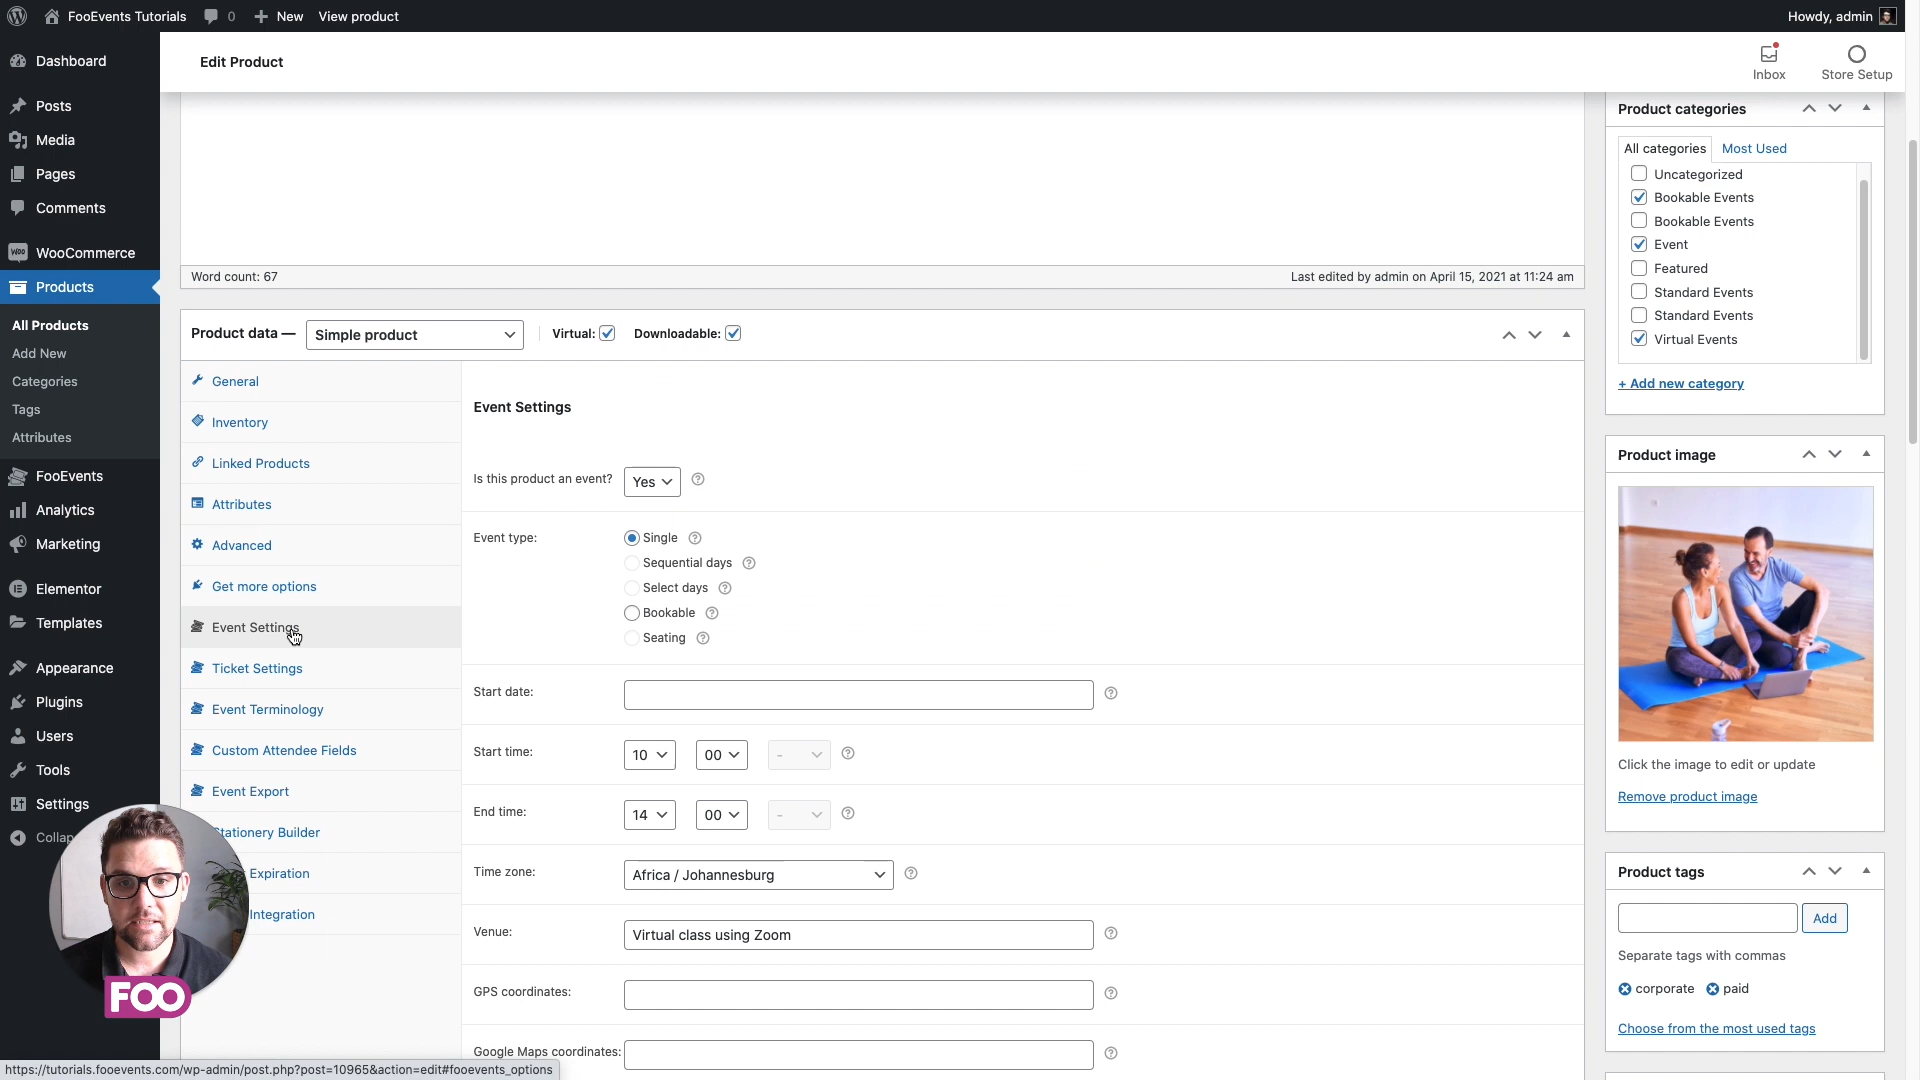 FooEvents Tutorials 0 New View product Howdy, admin
Dashboard
Posts
Media
Pages
Comments
WooCommerce
Products
All Products
Add New
Categories
Tags
Attributes
FooEvents
Analytics
Marketing
Elementor
Templates
Appearance
Plugins
Users
Tools
Settings
Collap
Edit Product
Inbox
Store Setup
Word count: 67
Last edited by admin on April 15, 2021 at 11:24 am
Product data — Simple product Virtual: Downloadable:
General
Inventory
Linked Products
Attributes
Advanced
Get more options
Event Settings
Ticket Settings
Event Terminology
Custom Attendee Fields
Event Export
Stationery Builder
Expiration
Integration
Event Settings
Is this product an event? Yes
Event type:
Single
Sequential days
Select days
Bookable
Seating
Start date:
Start time: 10 00 -
End time: 14 00 -
Time zone: Africa / Johannesburg
Venue: Virtual class using Zoom
GPS coordinates:
Google Maps coordinates:
Product categories
All categories Most Used
Uncategorized
Bookable Events
Bookable Events
Event
Featured
Standard Events
Standard Events
Virtual Events
+ Add new category
Product image
Click the image to edit or update
Remove product image
Product tags
Add
Separate tags with commas
corporate paid
Choose from the most used tags
FOO
https://tutorials.fooevents.com/wp-admin/post.php?post=10965&action=edit#fooevents_options